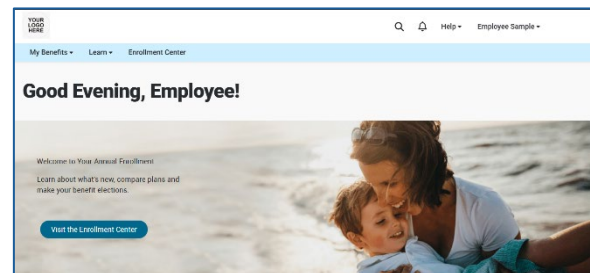 YOUR
LOGO
HERE
Help
Employee Sample
My Benefits
Learn
Enrollment Center
Good Evening, Employee!
Welcome to Your Annual Enrollment
Learn about what's new, compare plans and
make your benefit elections.
Visit the Enrollment Center